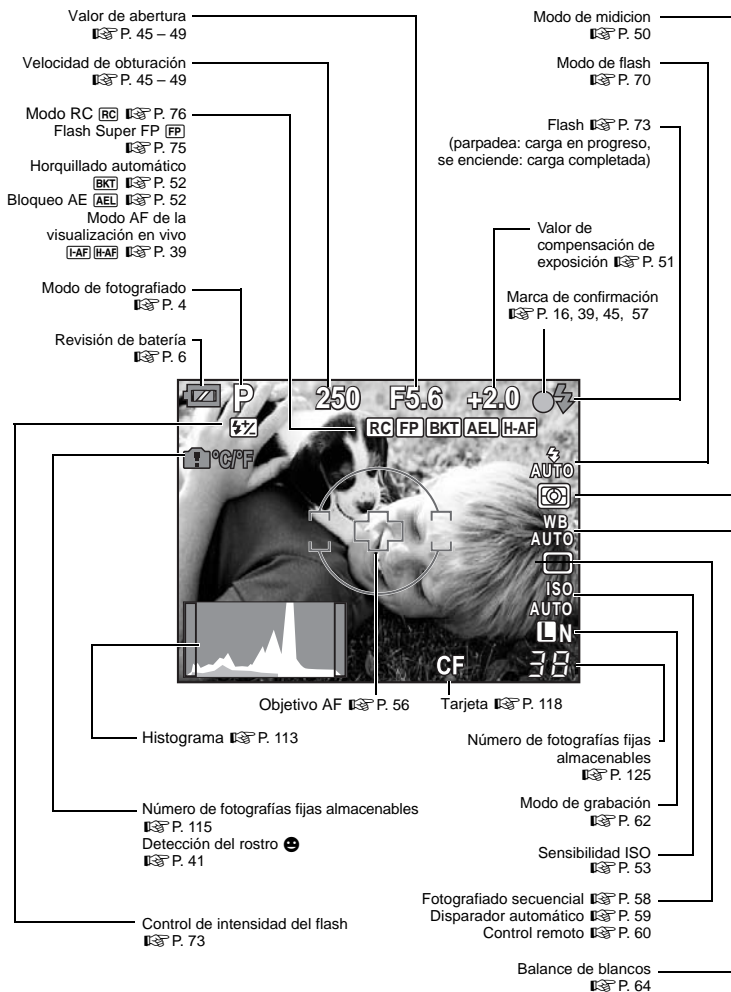 Valor de abertura
☞ P. 45 – 49
Velocidad de obturación
☞ P. 45 – 49
Modo RC RC ☞ P. 76
Flash Super FP FP
☞ P. 75
Horquillado automático
BKT ☞ P. 52
Bloqueo AE AEL ☞ P. 52
Modo AF de la
visualización en vivo
I-AF H-AF ☞ P. 39
Modo de fotografiado
☞ P. 4
Revisión de batería
☞ P. 6
Modo de midicion
☞ P. 50
Modo de flash
☞ P. 70
Flash ☞ P. 73
(parpadea: carga en progreso,
se enciende: carga completada)
Valor de
compensación de
exposición ☞ P. 51
Marca de confirmación
☞ P. 16, 39, 45, 57
P 250 F5.6 +2.0
RC FP BKT AEL H-AF
°C/°F
AUTO
WB
AUTO
ISO
AUTO
L N
CF 38
Objetivo AF ☞ P. 56
Tarjeta ☞ P. 118
Histograma ☞ P. 113
Número de fotografías fijas almacenables
☞ P. 115
Detección del rostro
☞ P. 41
Control de intensidad del flash
☞ P. 73
Número de fotografías fijas
almacenables
☞ P. 125
Modo de grabación
☞ P. 62
Sensibilidad ISO
☞ P. 53
Fotografiado secuencial ☞ P. 58
Disparador automático ☞ P. 59
Control remoto ☞ P. 60
Balance de blancos
☞ P. 64